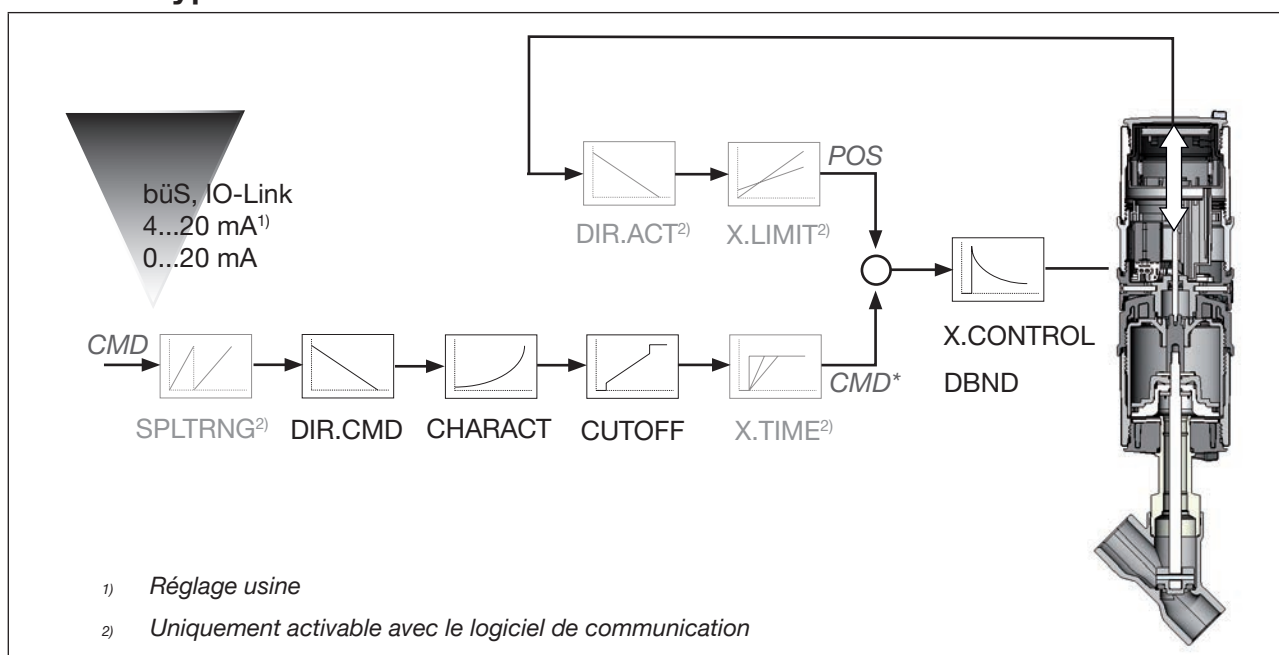 büS, IO-Link
4...20 mA1)
0...20 mA
DIR.ACT2)
X.LIMIT2)
POS
CMD
SPLTRNG2)
DIR.CMD
CHARACT
CUTOFF
X.TIME2)
CMD*
X.CONTROL
DBND
1) Réglage usine
2) Uniquement activable avec le logiciel de communication